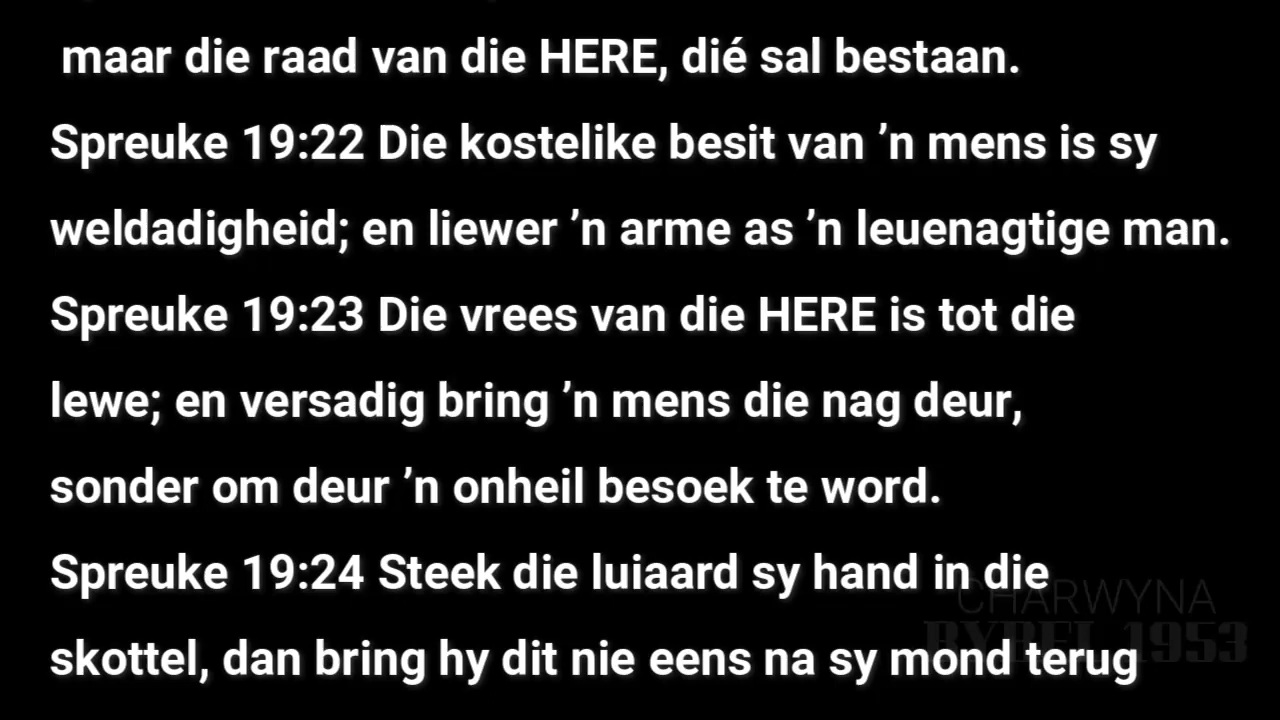 maar die raad van die HERE, dié sal bestaan.
Spreuke 19:22 Die kostelike besit van ’n mens is sy
weldadigheid; en liewer ’n arme as ’n leuenagtige man.
Spreuke 19:23 Die vrees van die HERE is tot die
lewe; en versadig bring ’n mens die nag deur,
sonder om deur ’n onheil besoek te word.
Spreuke 19:24 Steek die luiaard sy hand in die
skottel, dan bring hy dit nie eens na sy mond terug
CHARWYNA
BYBEL 1953